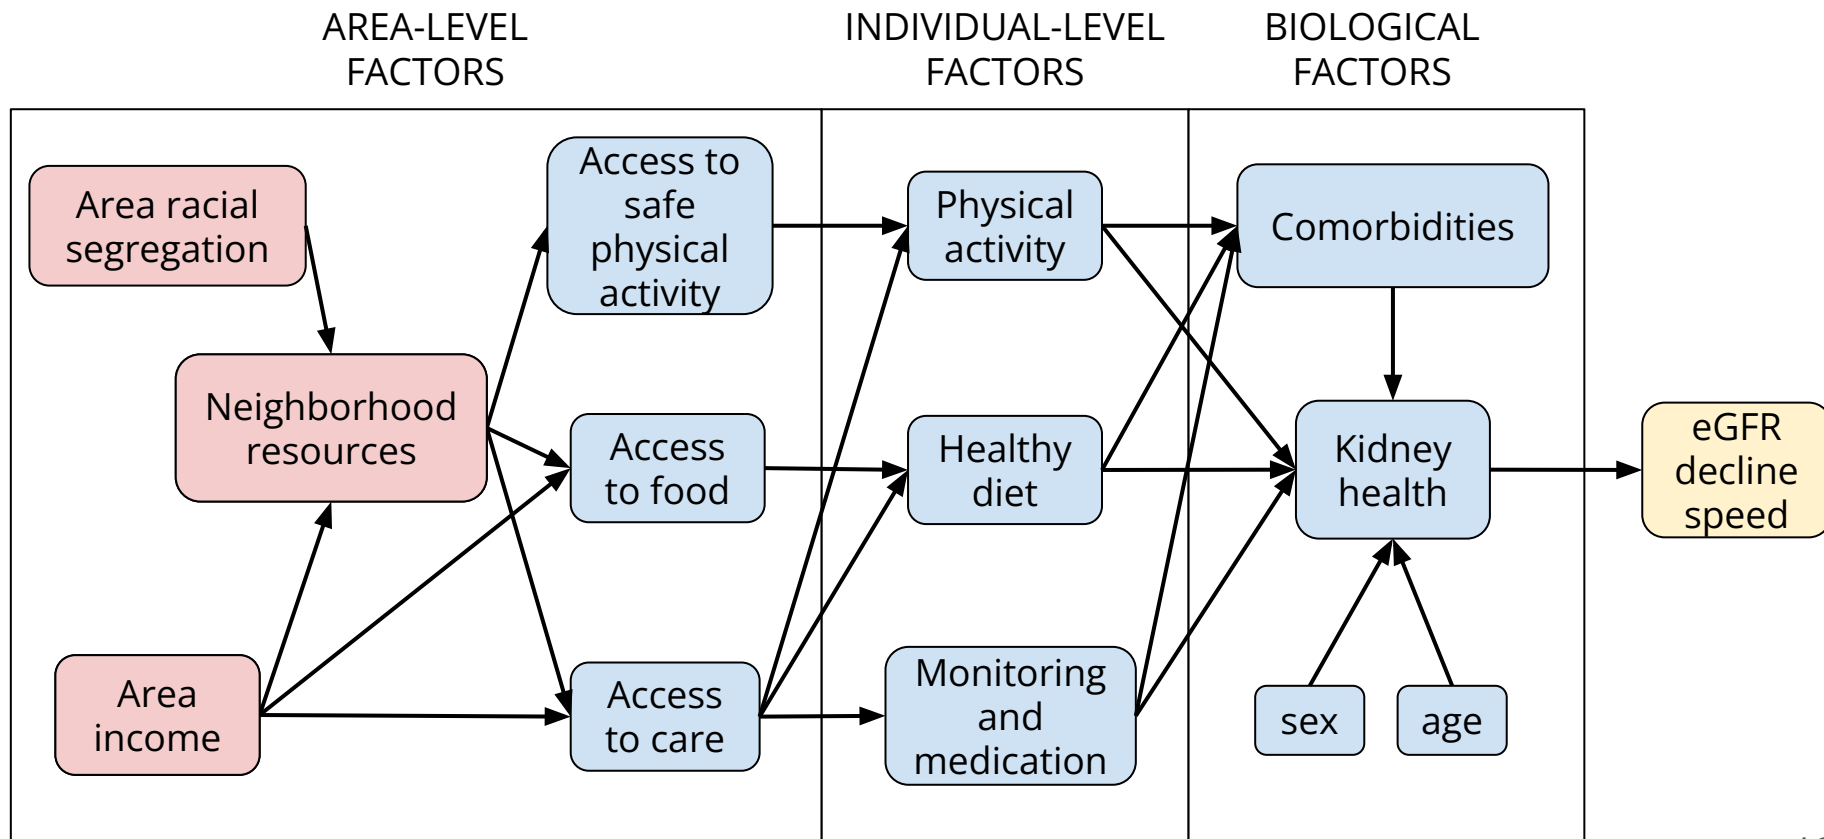 AREA-LEVEL
FACTORS
INDIVIDUAL-LEVEL
FACTORS
BIOLOGICAL
FACTORS
Area racial
segregation
Neighborhood
resources
Area
income
Access to
safe
physical
activity
Access
to food
Access
to care
Physical
activity
Healthy
diet
Monitoring
and
medication
Comorbidities
Kidney
health
sex
age
eGFR
decline
speed